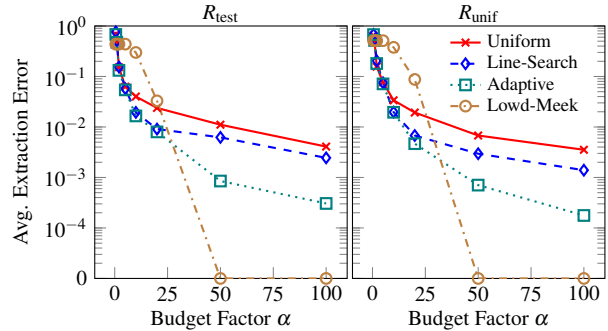 R_test R_unif
10^0
10^−1
10^−2
10^−3
10^−4
0
Avg. Extraction Error
Uniform
Line-Search
Adaptive
Lowd-Meek
0 25 50 75 100 0 25 50 75 100
Budget Factor α Budget Factor α